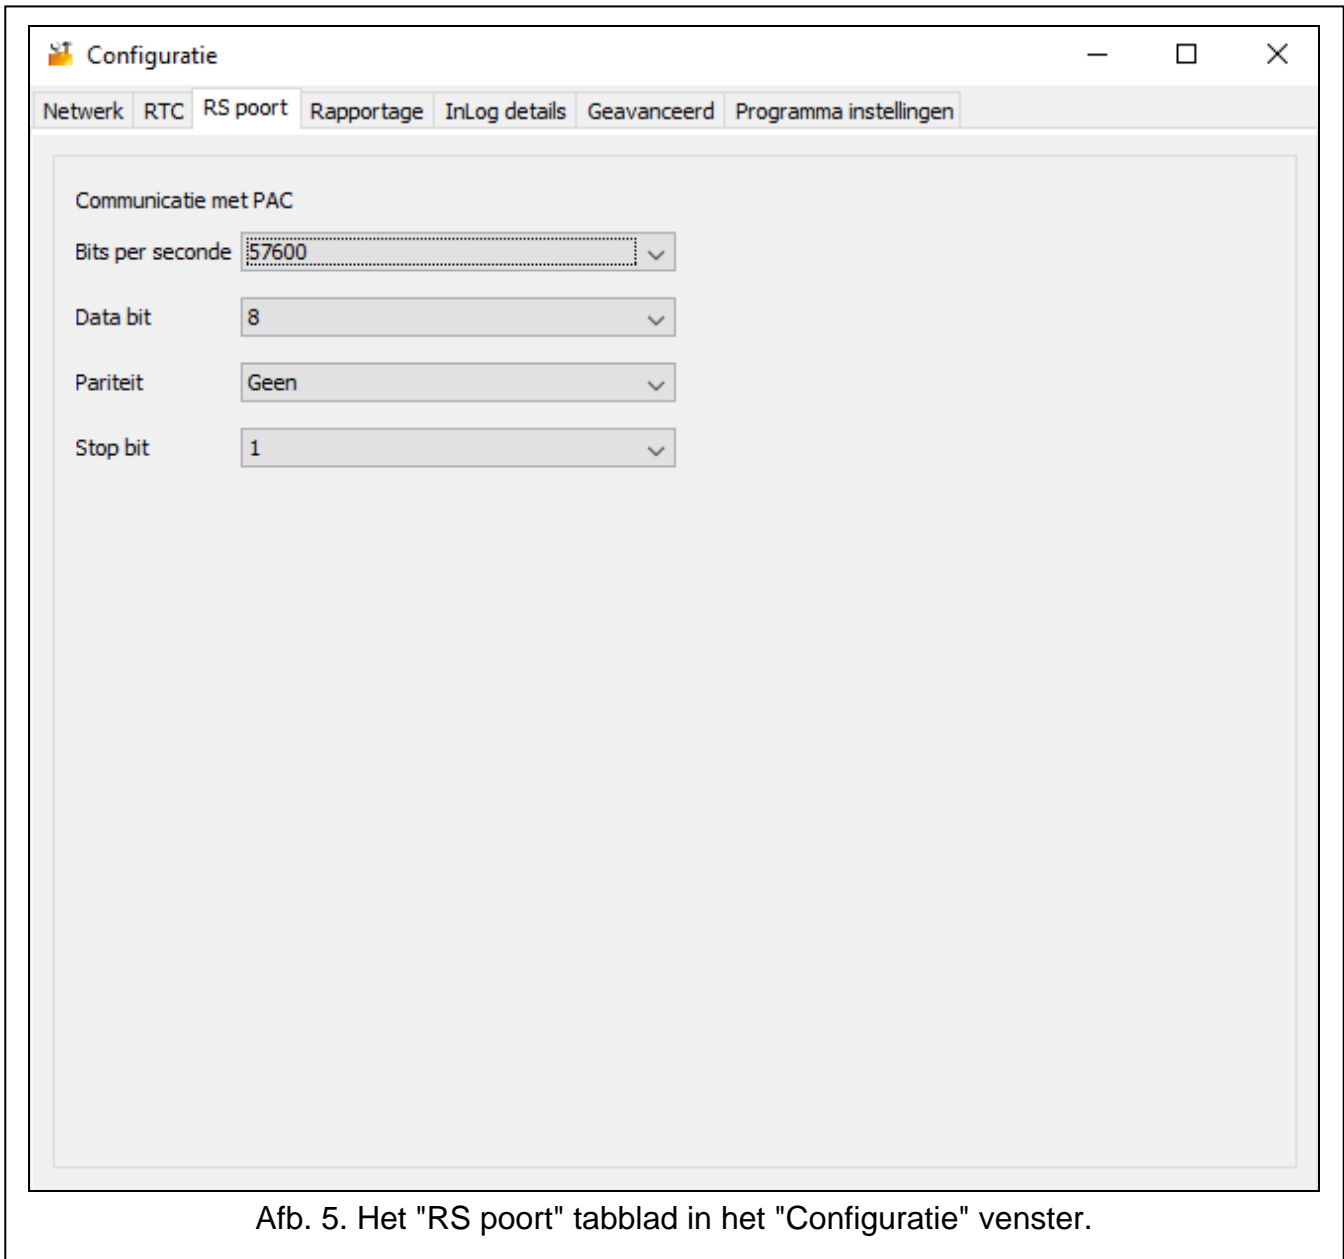 Configuratie
Netwerk RTC RS poort Rapportage InLog details Geavanceerd Programma instellingen
Communicatie met PAC
Bits per seconde 57600
Data bit 8
Pariteit Geen
Stop bit 1
Afb. 5. Het "RS poort" tabblad in het "Configuratie" venster.